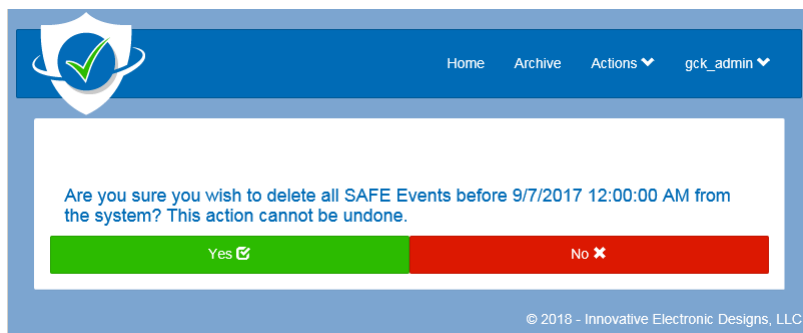 Home Archive Actions gck_admin
Are you sure you wish to delete all SAFE Events before 9/7/2017 12:00:00 AM from
the system? This action cannot be undone.
Yes No
© 2018 - Innovative Electronic Designs, LLC